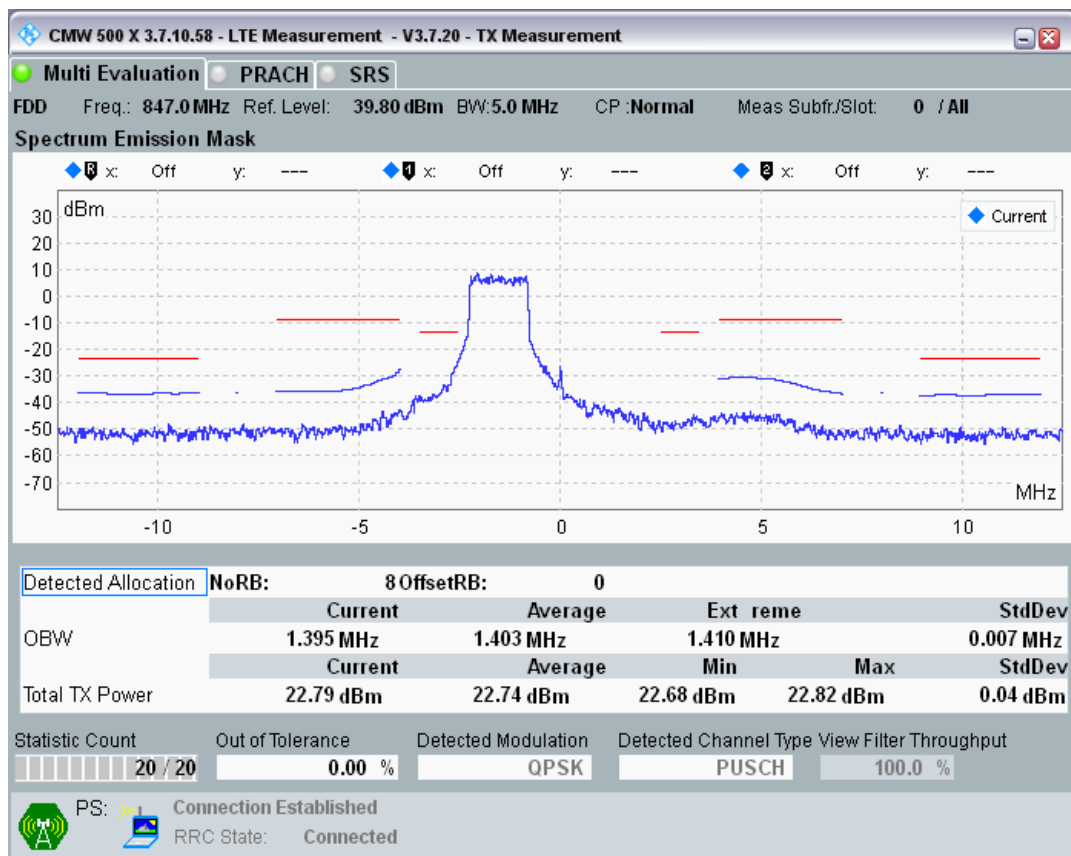 CMW 500 X 3.7.10.58 - LTE Measurement - V3.7.20 - TX Measurement
Multi Evaluation PRACH SRS
FDD Freq.: 847.0 MHz Ref. Level: 39.80 dBm BW:5.0 MHz CP :Normal Meas Subfr./Slot: 0 / All
Spectrum Emission Mask
R x: Off y: --- 1 x: Off y: --- 2 x: Off y: ---
dBm
Current
30
20
10
0
-10
-20
-30
-40
-50
-60
-70
MHz
-10 -5 0 5 10
Detected Allocation NoRB: 8 OffsetRB: 0
Current Average Ext reme StdDev
OBW 1.395 MHz 1.403 MHz 1.410 MHz 0.007 MHz
Current Average Min Max StdDev
Total TX Power 22.79 dBm 22.74 dBm 22.68 dBm 22.82 dBm 0.04 dBm
Statistic Count Out of Tolerance Detected Modulation Detected Channel Type View Filter Throughput
20 / 20 0.00 % QPSK PUSCH 100.0 %
PS: Connection Established
RRC State: Connected